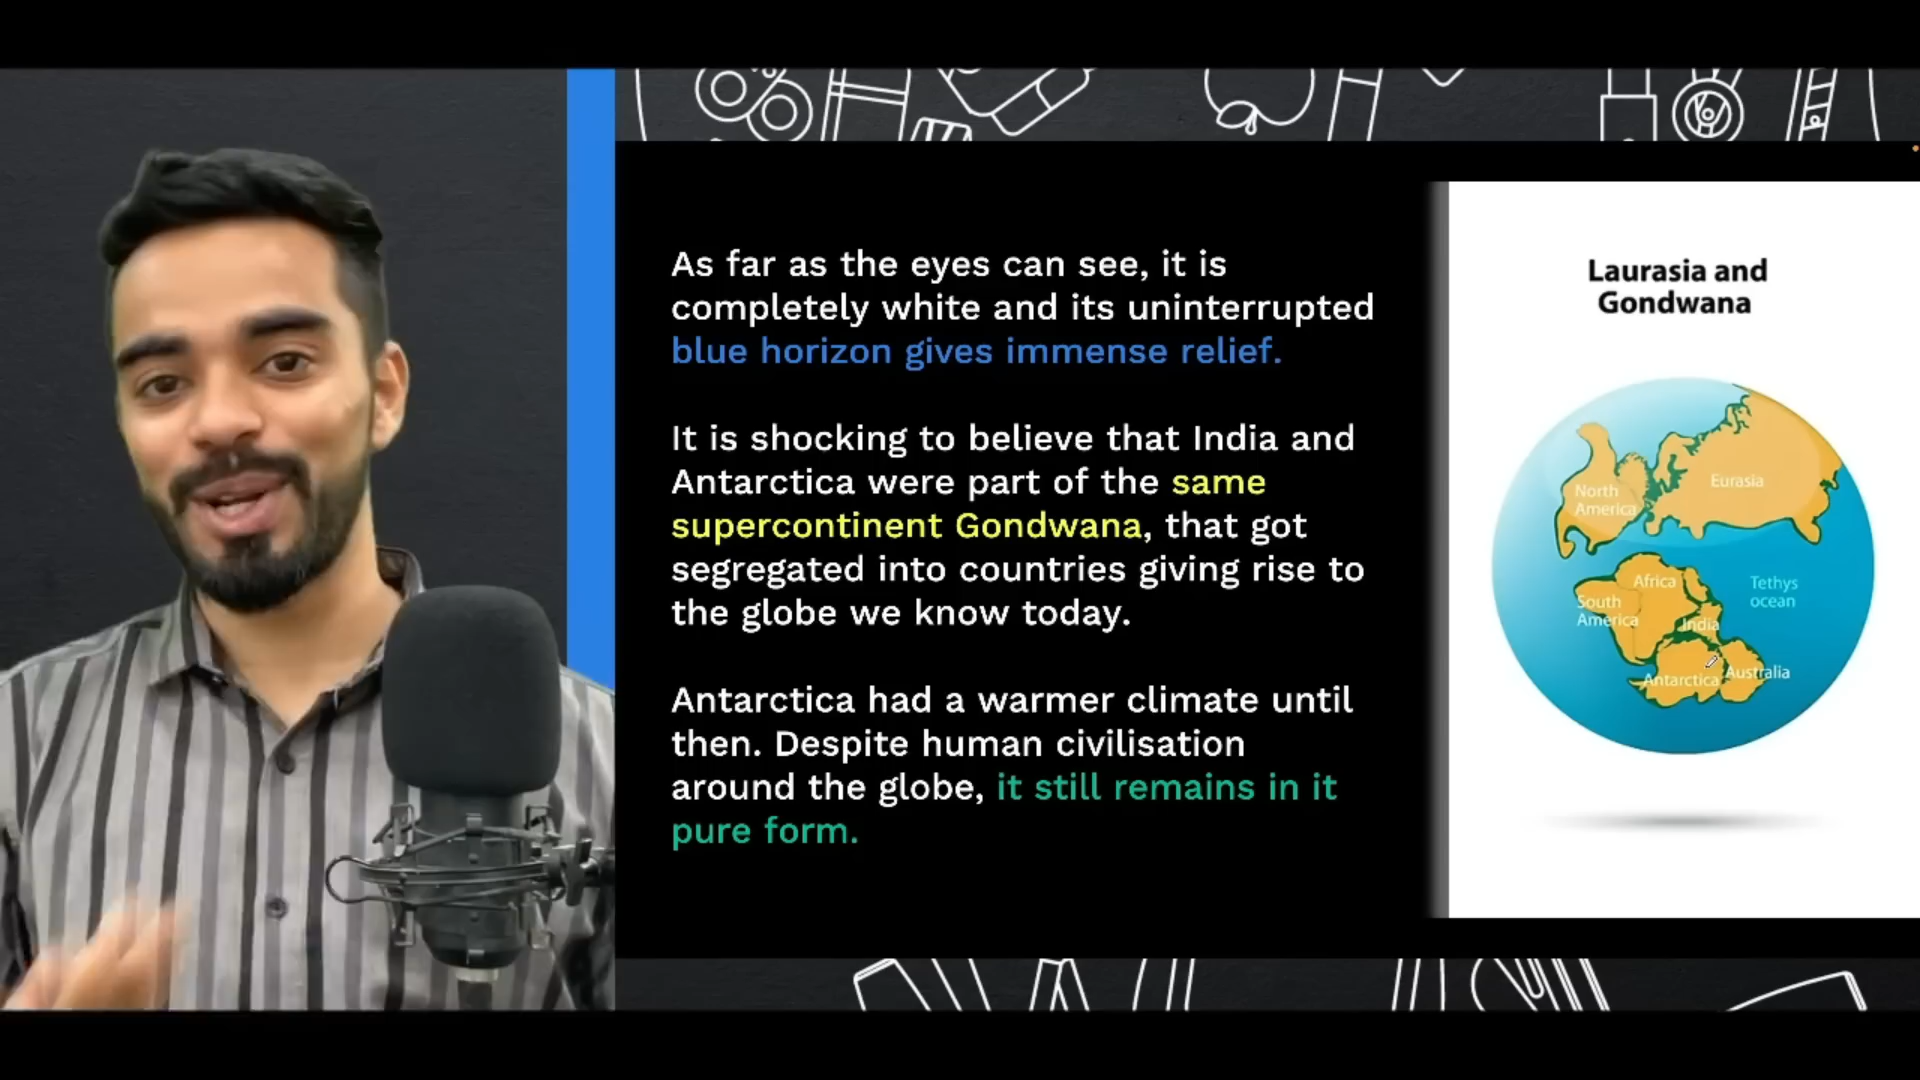 As far as the eyes can see, it is
completely white and its uninterrupted
blue horizon gives immense relief.
It is shocking to believe that India and
Antarctica were part of the same
supercontinent Gondwana, that got
segregated into countries giving rise to
the globe we know today.
Antarctica had a warmer climate until
then. Despite human civilisation
around the globe, it still remains in it
pure form.
Laurasia and
Gondwana
North
America
Eurasia
Africa
South
America
India
Tethys
ocean
Antarctica
Australia